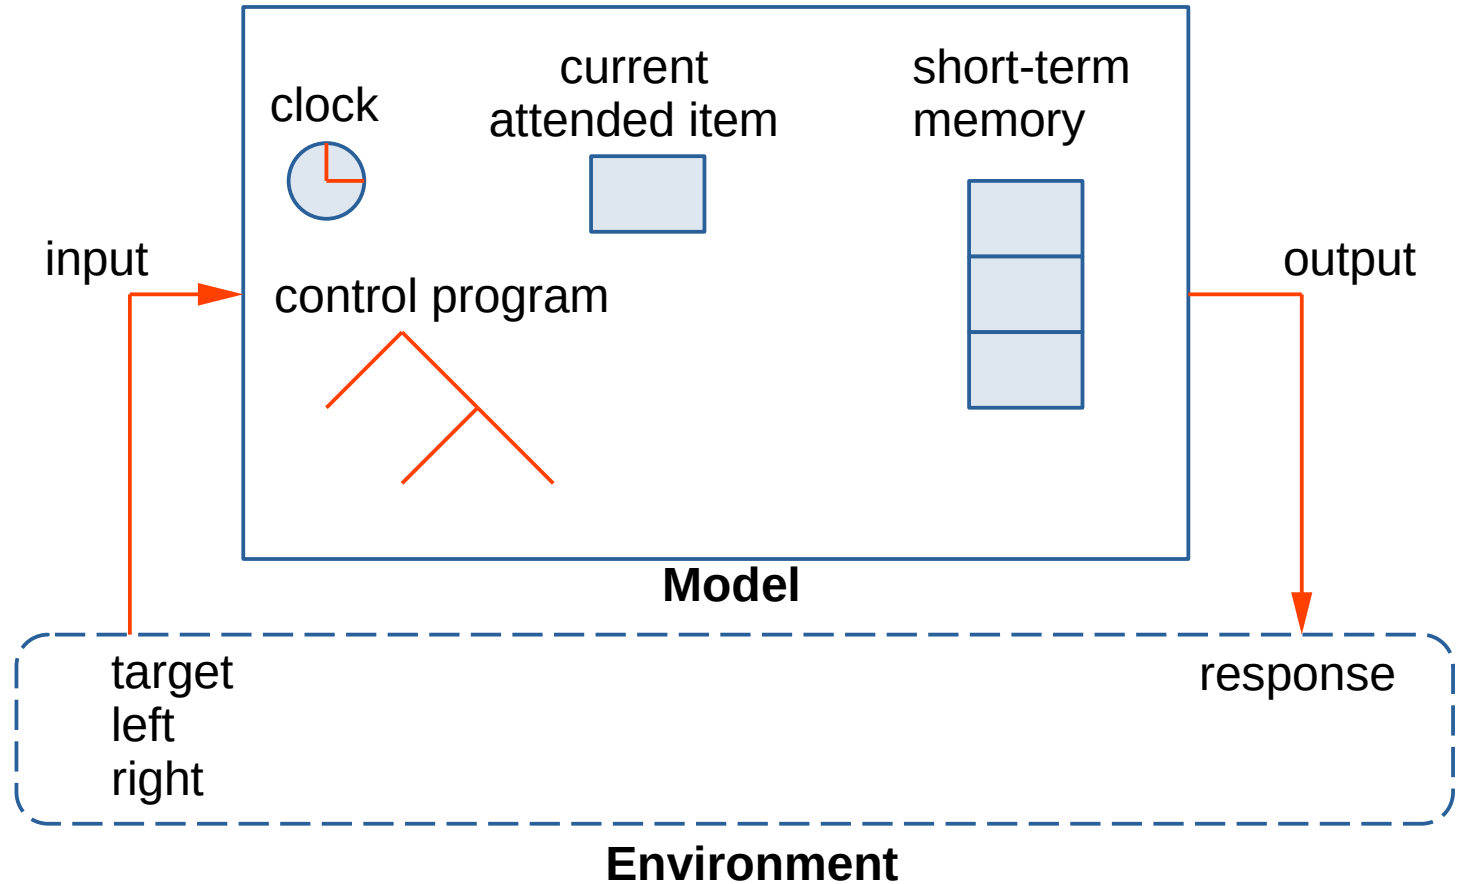 clock
current
attended item
short-term
memory
input
control program
output
Model
target
left
right
response
Environment